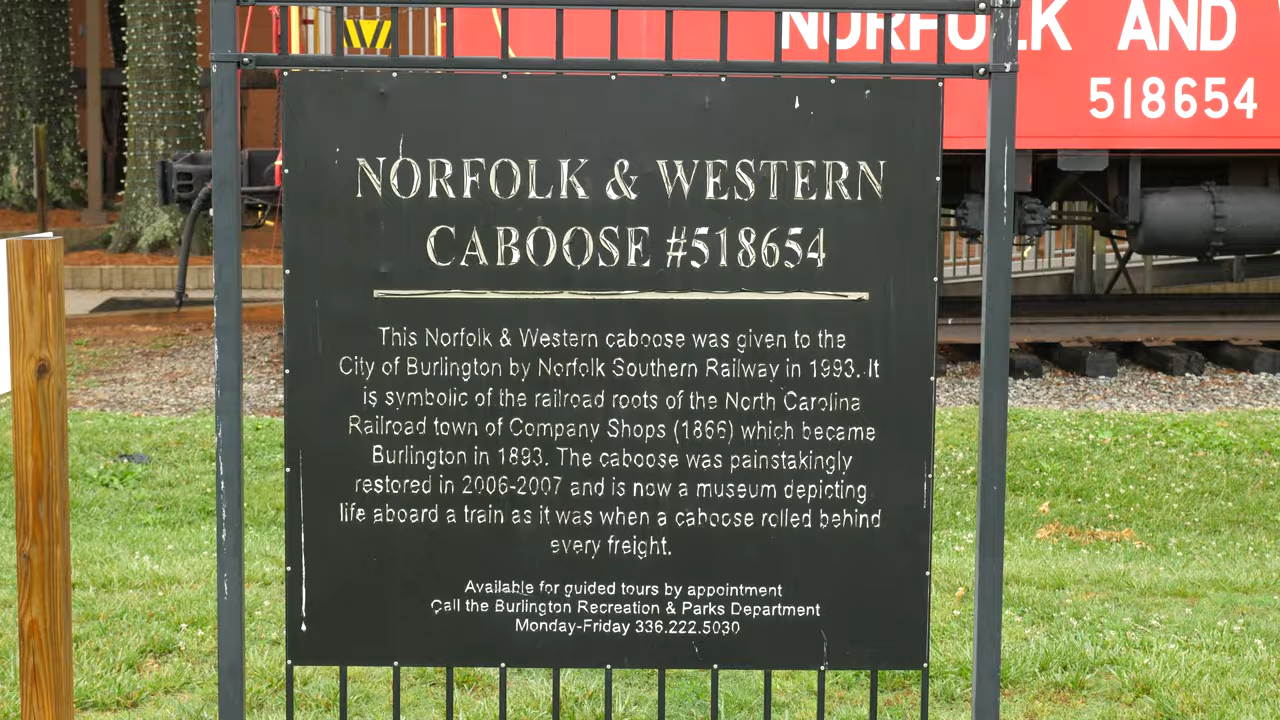 NORFOLK AND
518654
NORFOLK & WESTERN
CABOOSE #518654
This Norfolk & Western caboose was given to the
City of Burlington by Norfolk Southern Railway in 1993. It
is symbolic of the railroad roots of the North Carolina
Railroad town of Company Shops (1866) which became
Burlington in 1893. The caboose was painstakingly
restored in 2006-2007 and is now a museum depicting
life aboard a train as it was when a caboose rolled behind
every freight.
Available for guided tours by appointment
Call the Burlington Recreation & Parks Department
Monday-Friday 336.222.5030